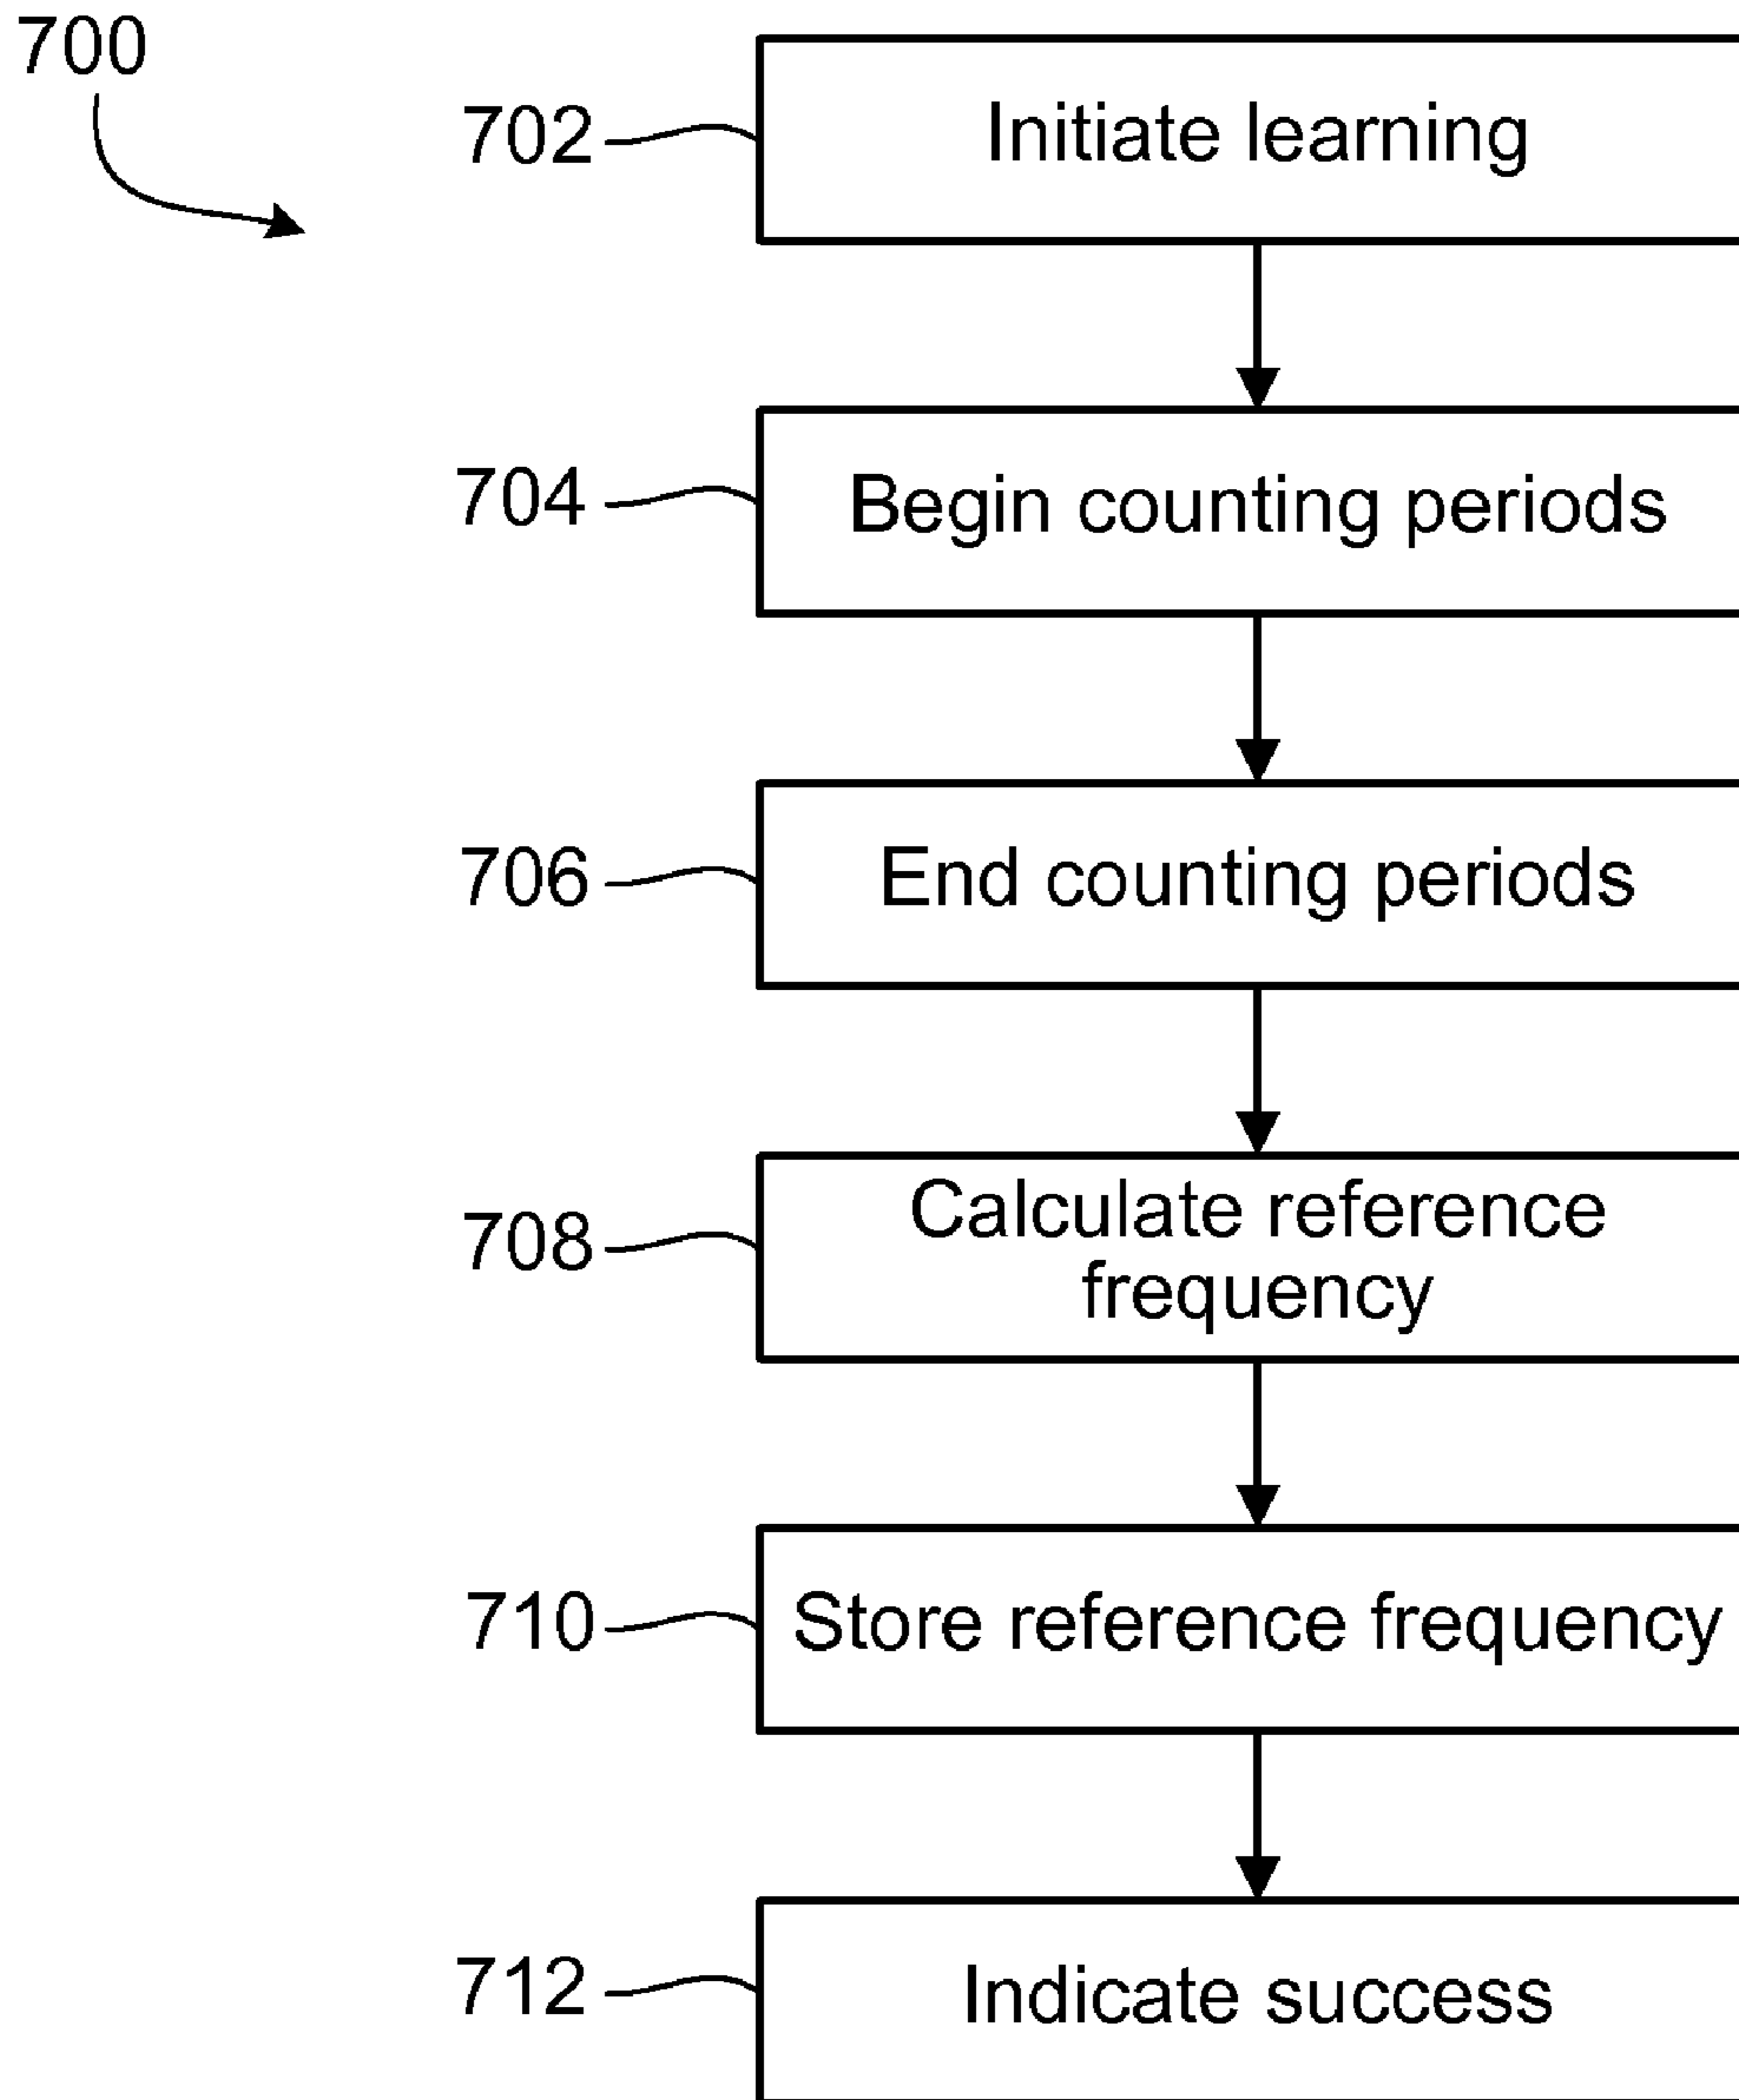 700
702
Initiate learning
704
Begin counting periods
706
End counting periods
708
Calculate reference
frequency
710
Store reference frequency
712
Indicate success